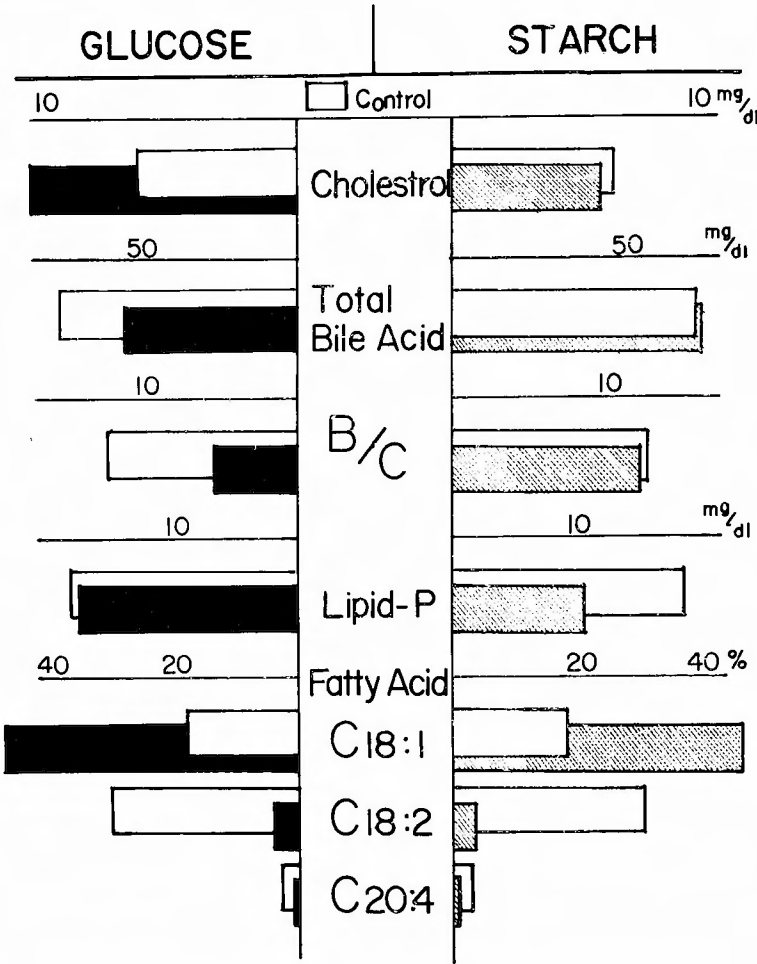 GLUCOSE STARCH
10 Control 10 mg/dl
Cholestrol
50 50 mg/dl
Total
Bile Acid
10 10
B/C
10 10 mg/dl
Lipid-P
40 20 Fatty Acid 20 40 %
C18:1
C18:2
C20:4